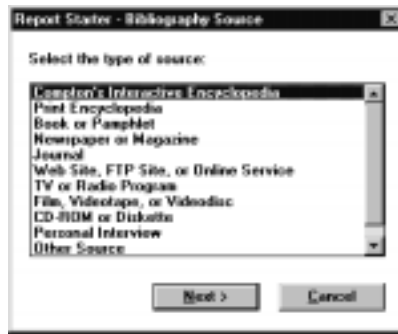 Report Starter - Bibliography Source
Select the type of source:
Compton's Interactive Encyclopedia
Print Encyclopedia
Book or Pamphlet
Newspaper or Magazine
Journal
Web Site, FTP Site, or Online Service
TV or Radio Program
Film, Videotape, or Videodisc
CD-ROM or Diskette
Personal Interview
Other Source
Next > Cancel